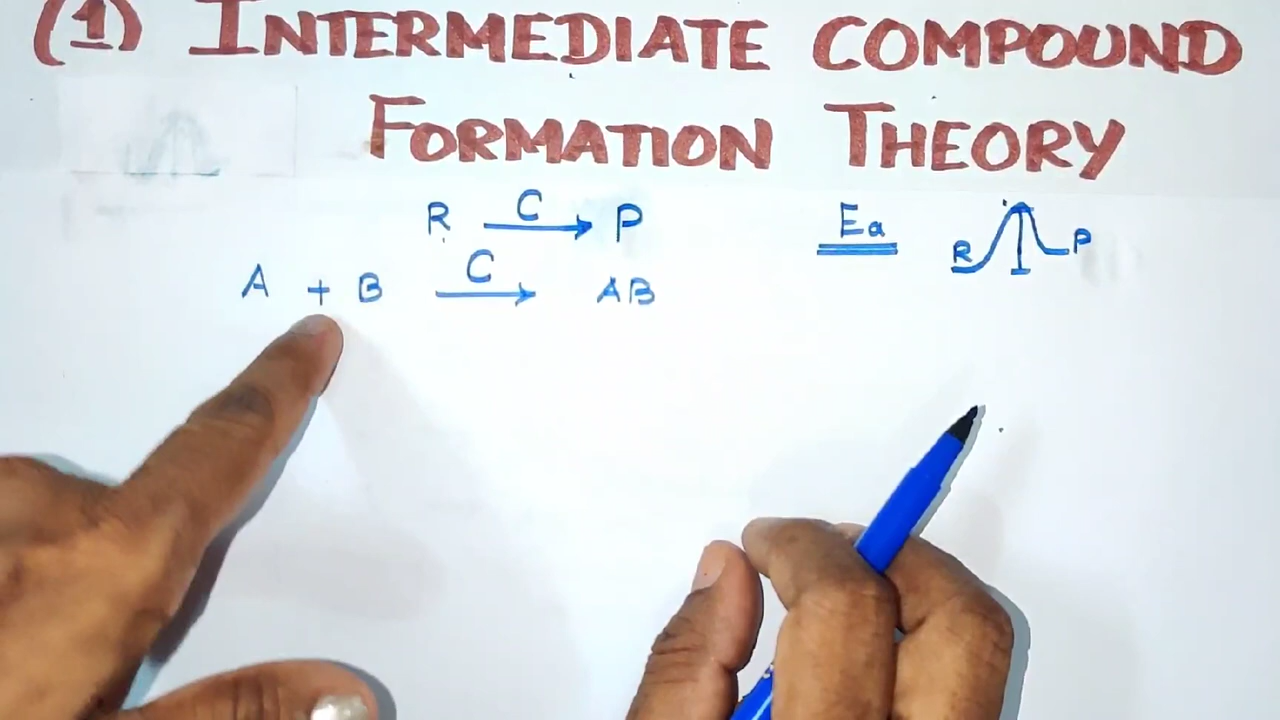 (1) INTERMEDIATE COMPOUND
FORMATION THEORY
R C→ P
Ea
R P
A + B C→ AB